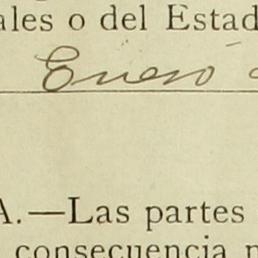 ales o del Estad
Enero
A.—Las partes
consecuencia